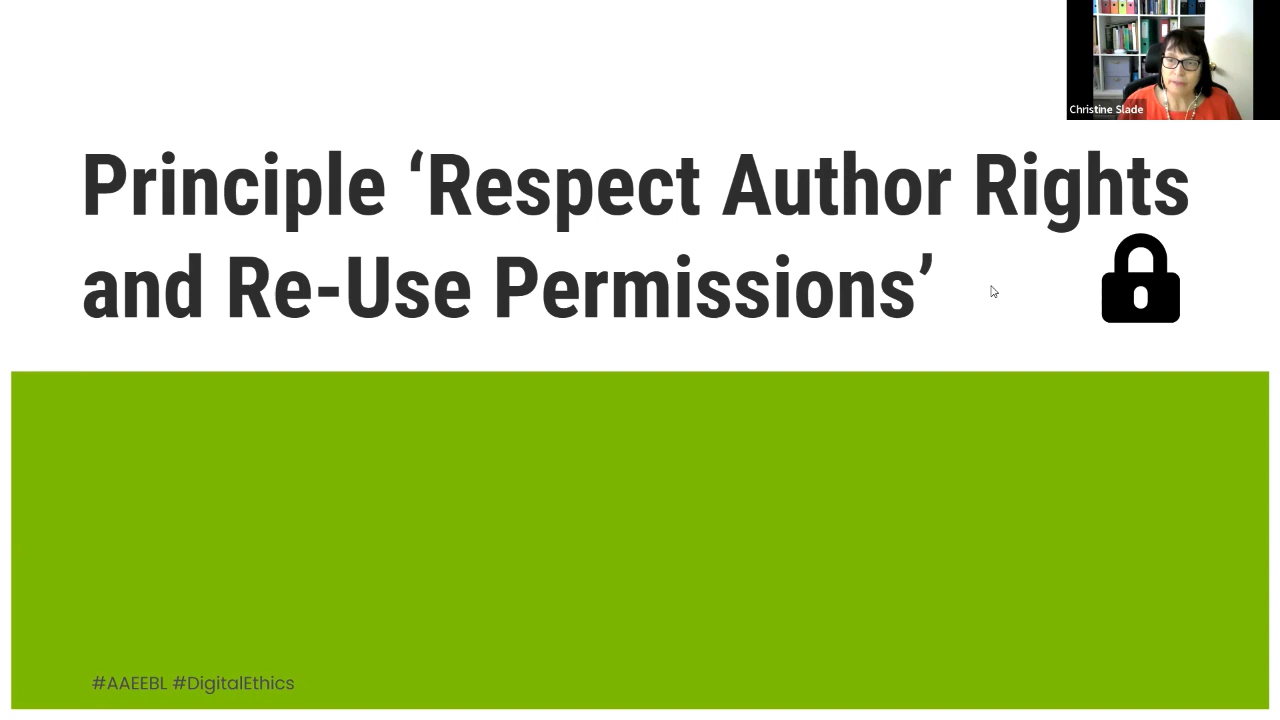 Christine Slade
Principle ‘Respect Author Rights
and Re-Use Permissions’
#AAEEBL #DigitalEthics